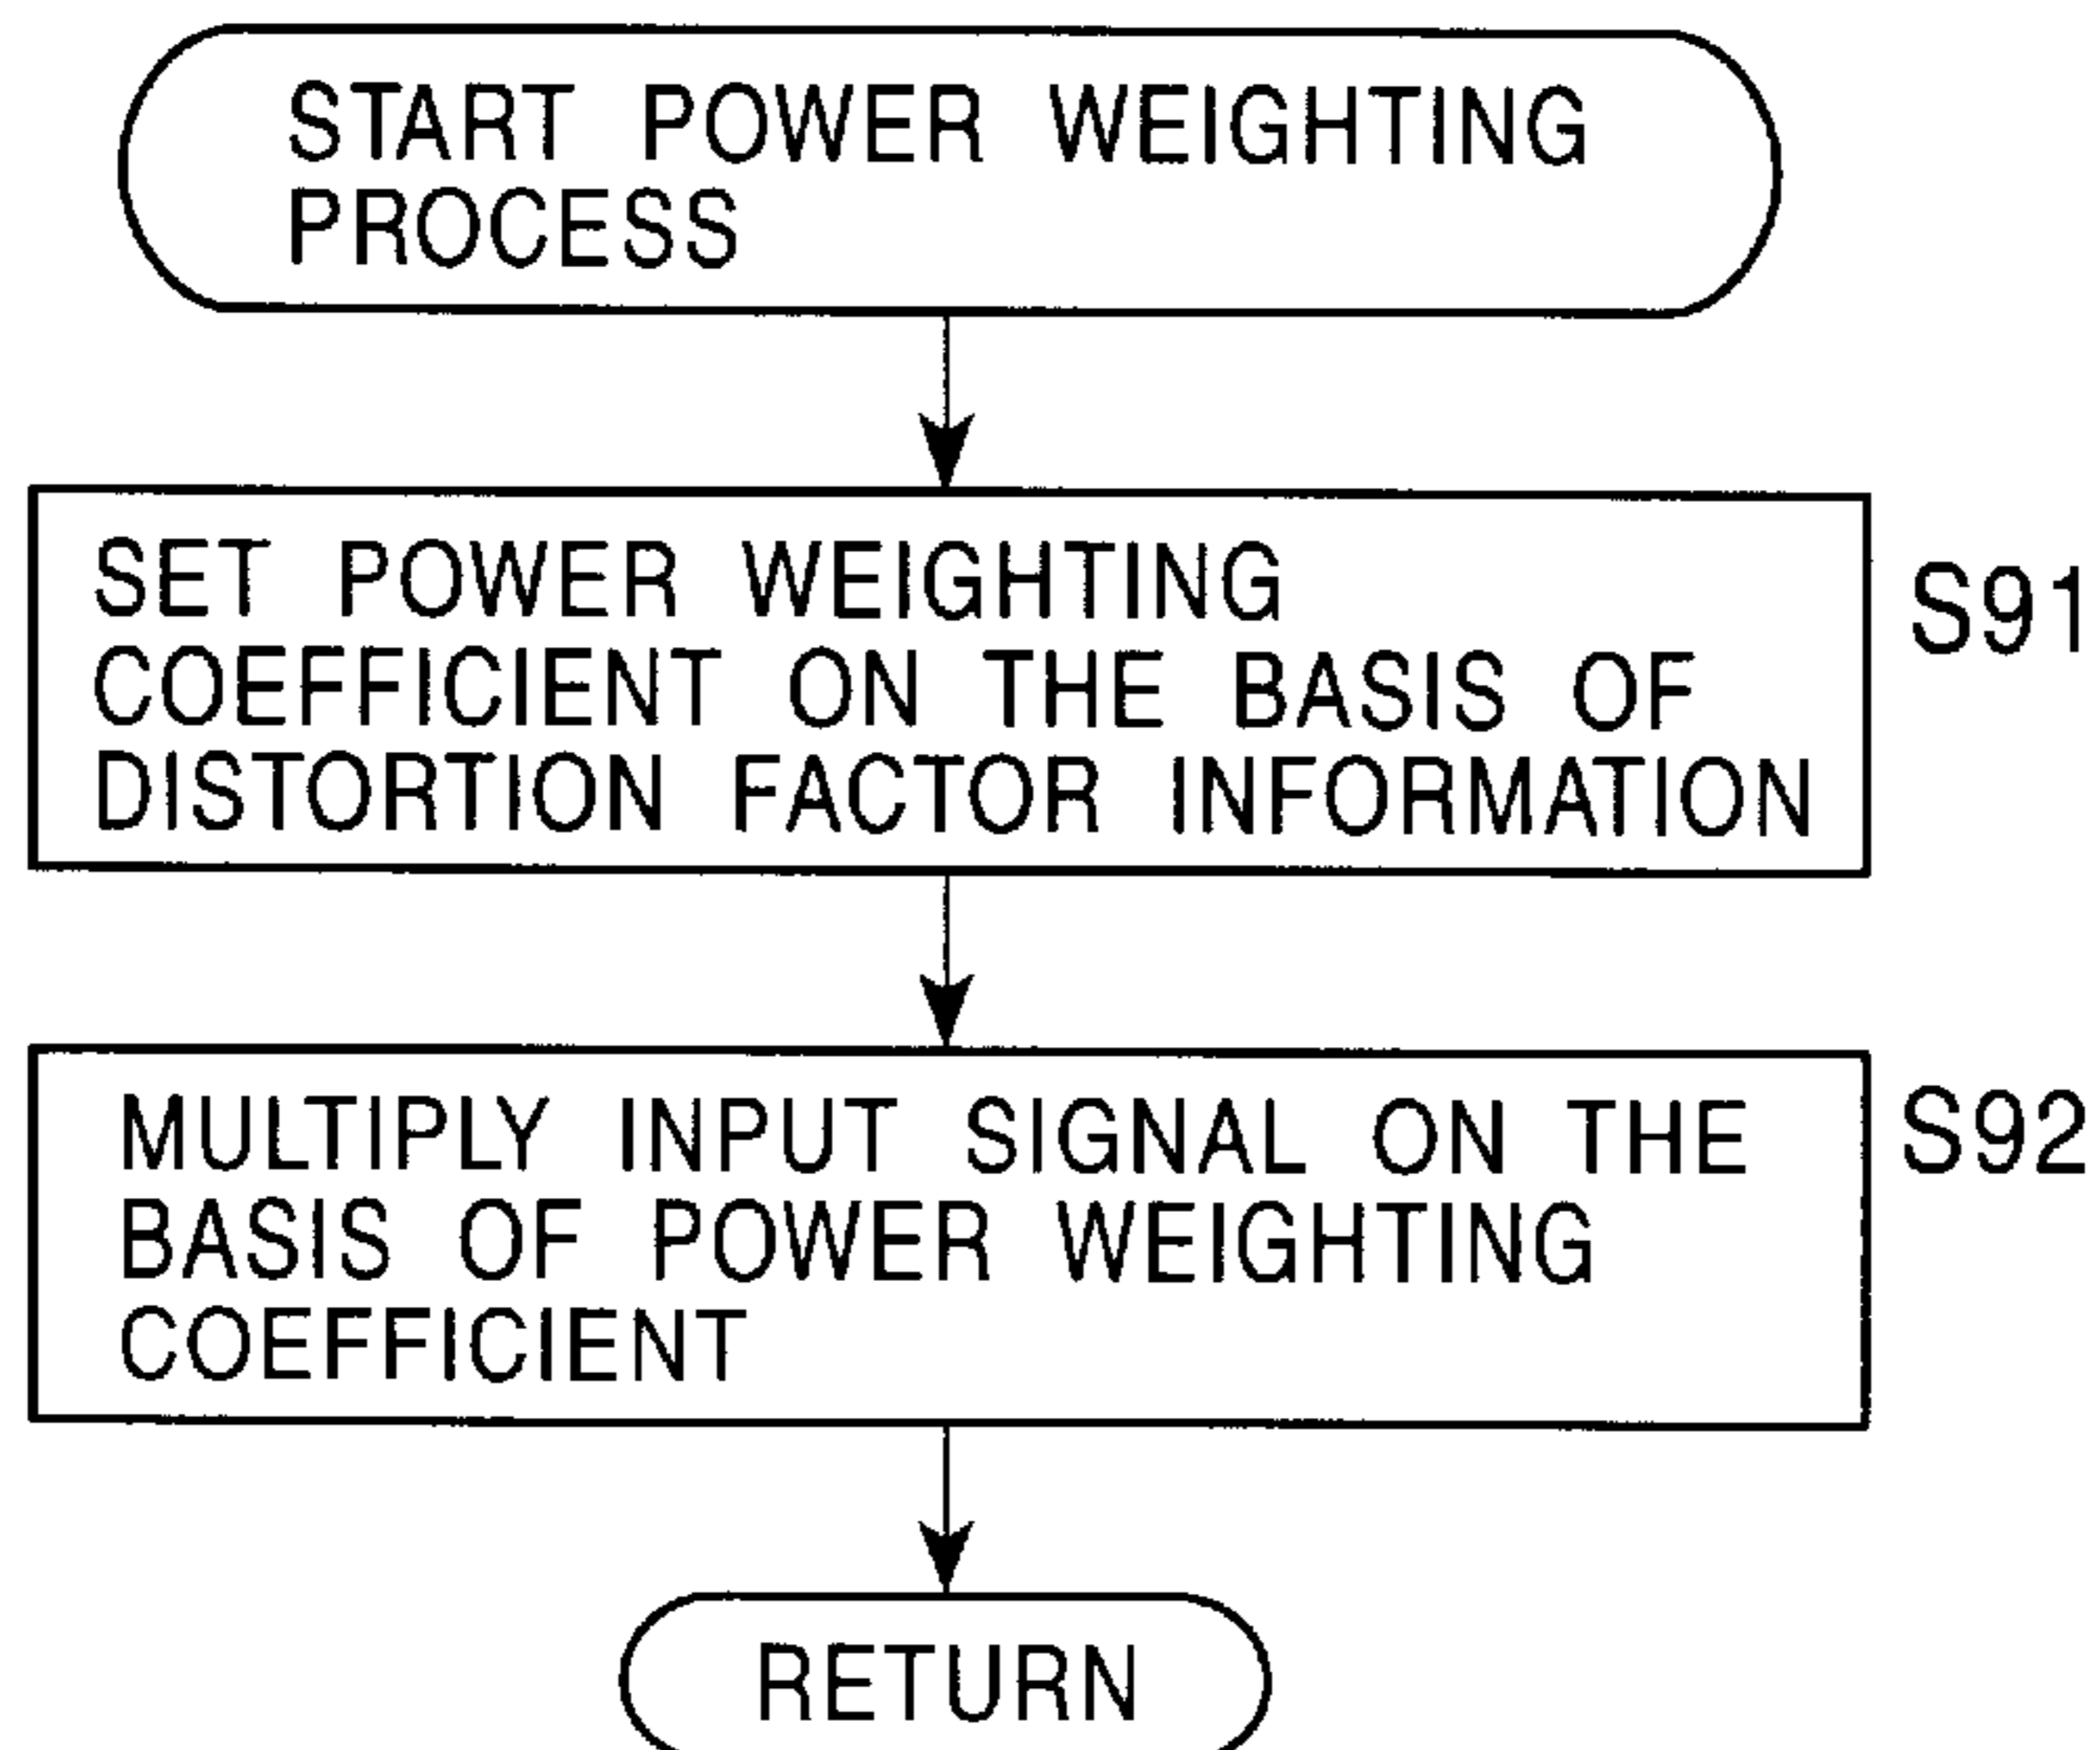 START POWER WEIGHTING
PROCESS
SET POWER WEIGHTING
COEFFICIENT ON THE BASIS OF
DISTORTION FACTOR INFORMATION
S91
MULTIPLY INPUT SIGNAL ON THE
BASIS OF POWER WEIGHTING
COEFFICIENT
S92
RETURN